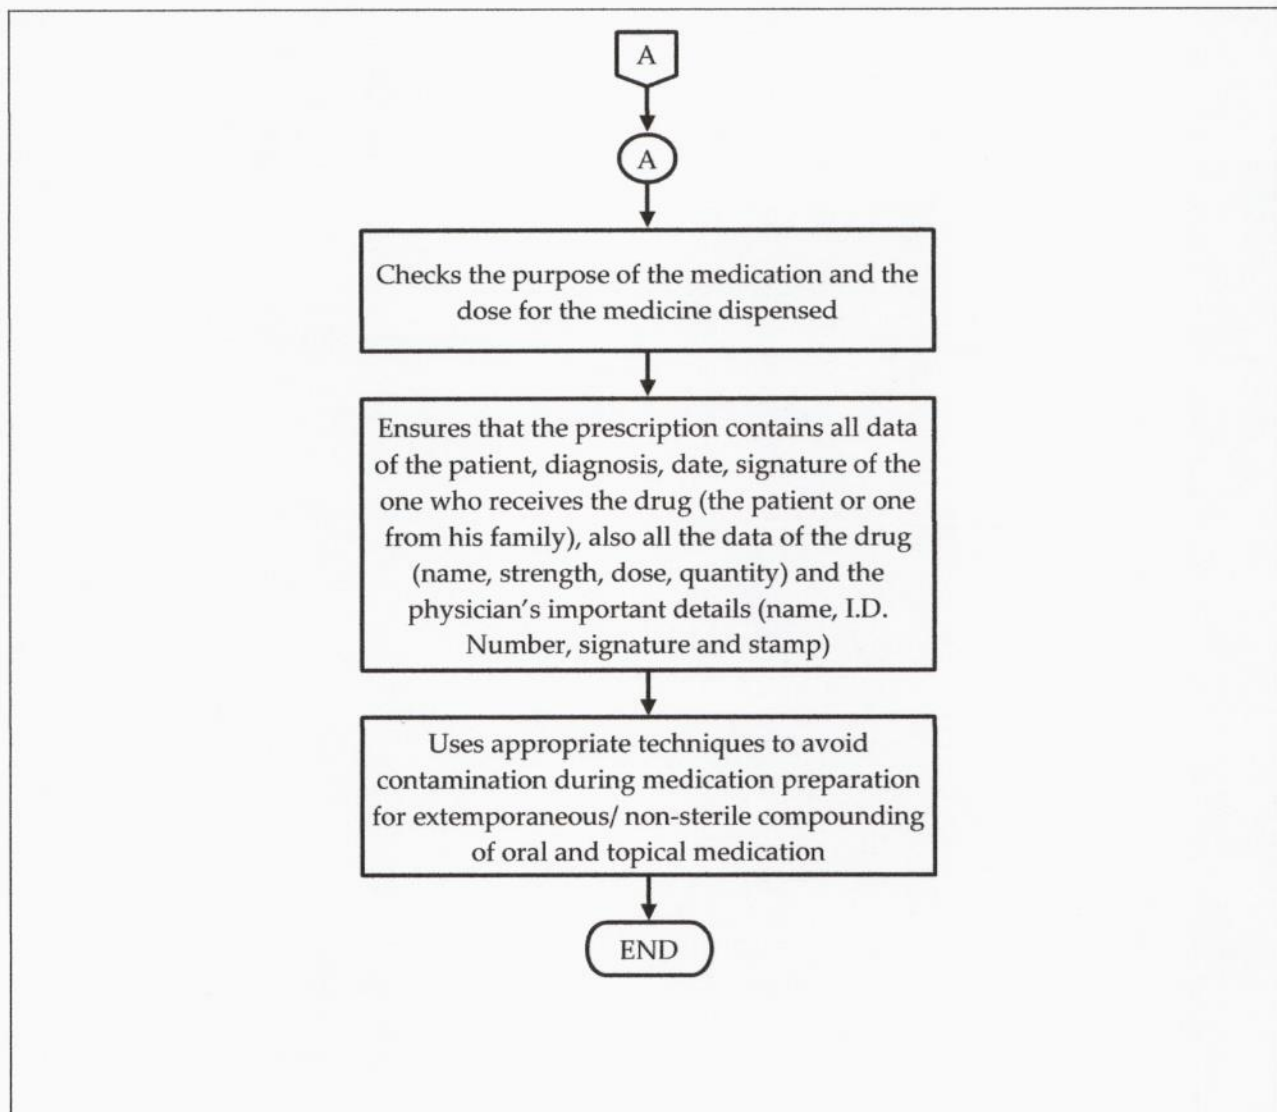 A
A
Checks the purpose of the medication and the
dose for the medicine dispensed
Ensures that the prescription contains all data
of the patient, diagnosis, date, signature of the
one who receives the drug (the patient or one
from his family), also all the data of the drug
(name, strength, dose, quantity) and the
physician's important details (name, I.D.
Number, signature and stamp)
Uses appropriate techniques to avoid
contamination during medication preparation
for extemporaneous/ non-sterile compounding
of oral and topical medication
END